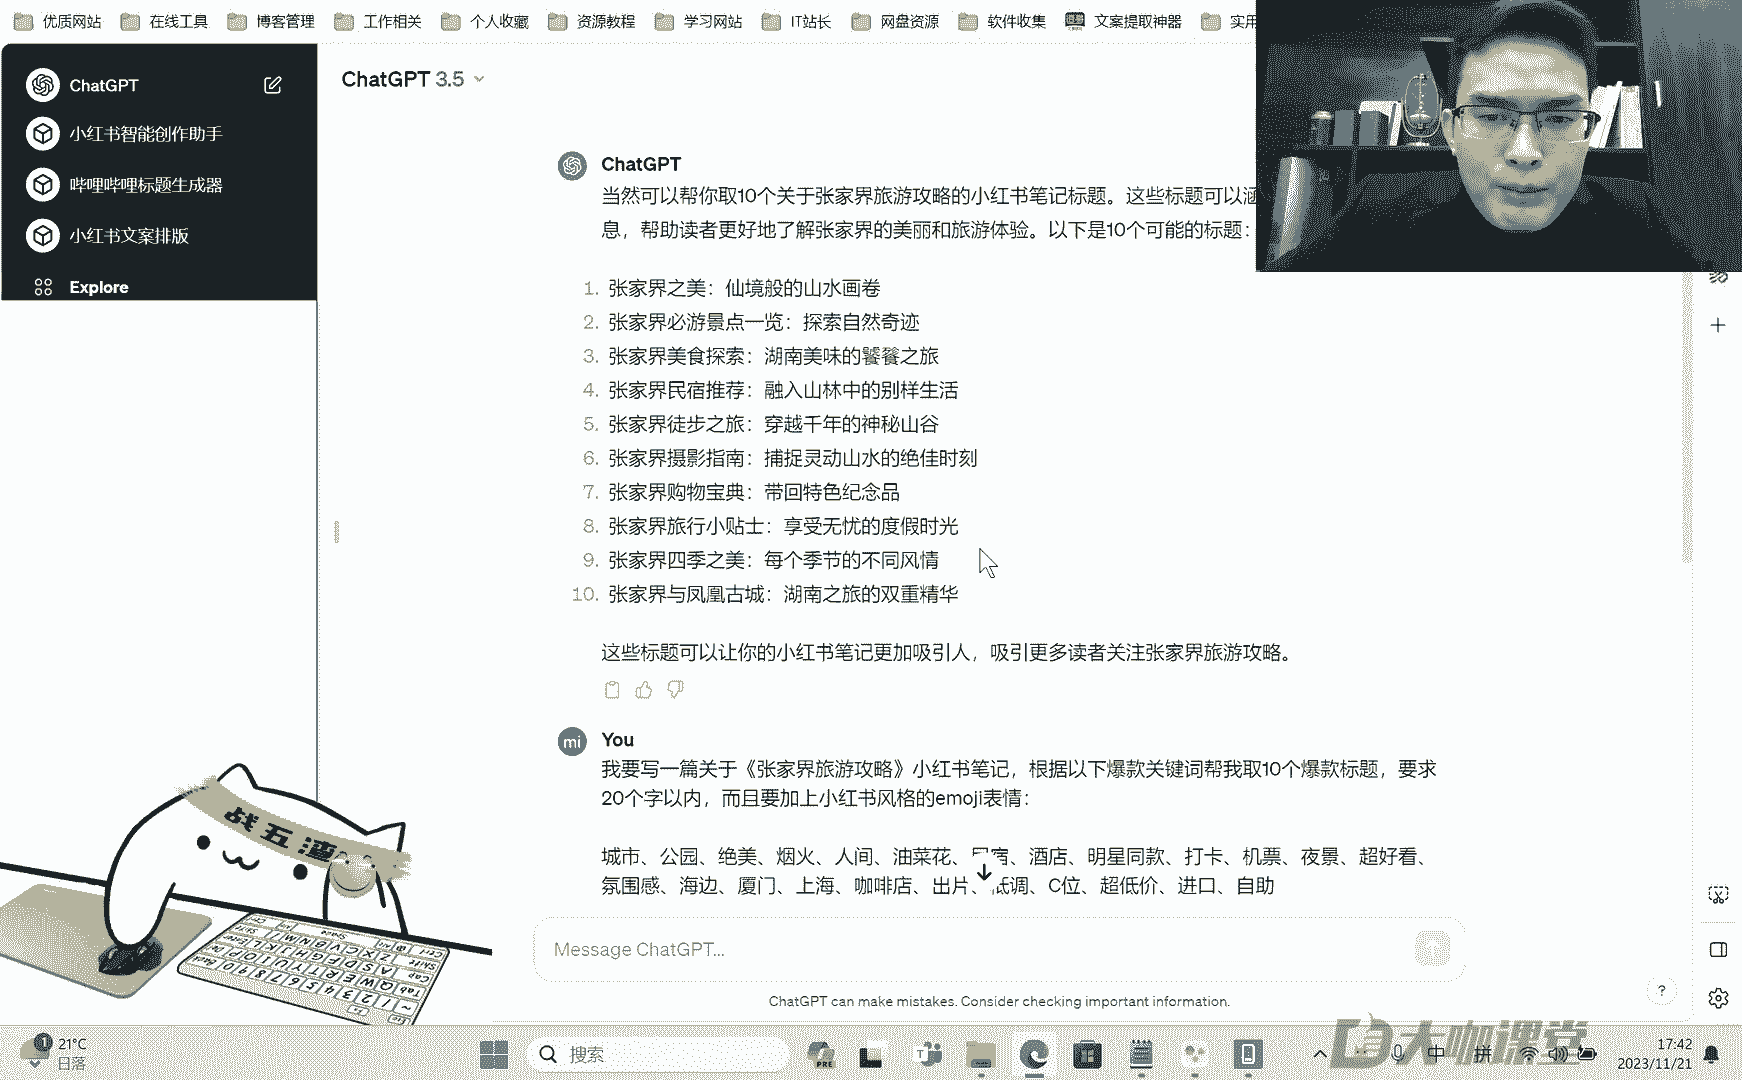 优质网站 在线工具 博客管理 工作相关 个人收藏 资源教程 学习网站 IT站长 网盘资源 软件收集 文案提取神器 实用
ChatGPT
小红书智能创作助手
哔哩哔哩标题生成器
小红书文案排版
Explore
ChatGPT 3.5
ChatGPT
当然可以帮你取10个关于张家界旅游攻略的小红书笔记标题。这些标题可以涵
息，帮助读者更好地了解张家界的美丽和旅游体验。以下是10个可能的标题：
1. 张家界之美：仙境般的山水画卷
2. 张家界必游景点一览：探索自然奇迹
3. 张家界美食探索：湖南美味的饕餮之旅
4. 张家界民宿推荐：融入山林中的别样生活
5. 张家界徒步之旅：穿越千年的神秘山谷
6. 张家界摄影指南：捕捉灵动山水的绝佳时刻
7. 张家界购物宝典：带回特色纪念品
8. 张家界旅行小贴士：享受无忧的度假时光
9. 张家界四季之美：每个季节的不同风情
10. 张家界与凤凰古城：湖南之旅的双重精华
这些标题可以让你的小红书笔记更加吸引人，吸引更多读者关注张家界旅游攻略。
mi You
我要写一篇关于《张家界旅游攻略》小红书笔记，根据以下爆款关键词帮我取10个爆款标题，要求
20个字以内，而且要加上小红书风格的emoji表情：
城市、公园、绝美、烟火、人间、油菜花、、酒店、明星同款、打卡、机票、夜景、超好看、
氛围感、海边、厦门、上海、咖啡店、出片、低调、C位、超低价、进口、自助
Message ChatGPT...
ChatGPT can make mistakes. Consider checking important information.
?
战五渣
1 21°C
日落
搜索
PRE
中 拼
17:42
2023/11/21
大咖课堂